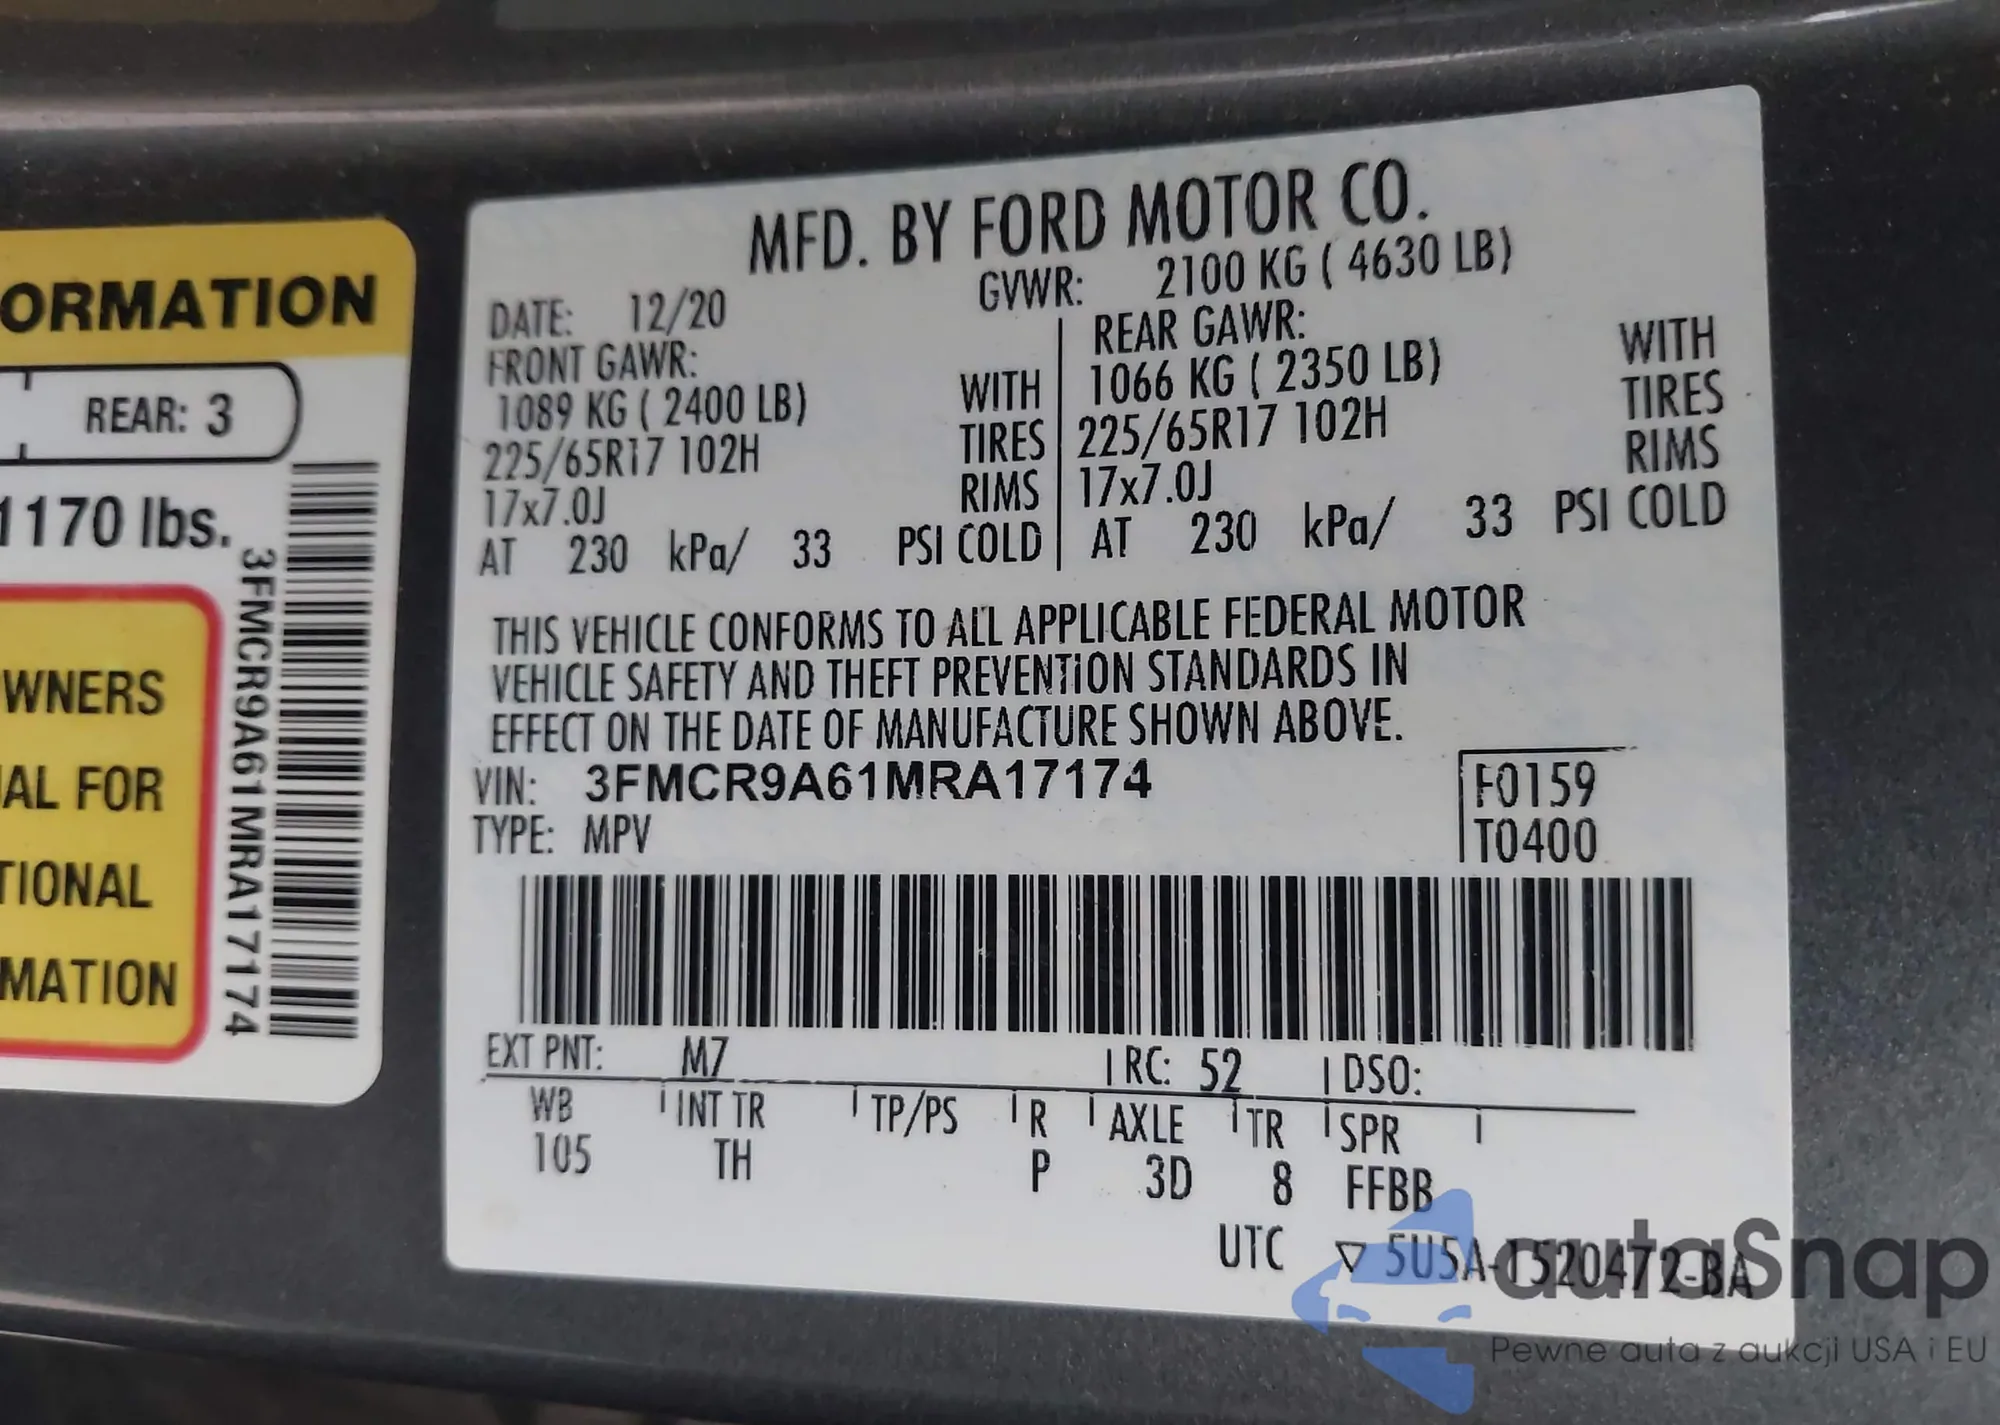 ORMATION
REAR: 3
1170 lbs.
WNERS
AL FOR
TIONAL
MATION
3FMCR9A61MRA17174
MFD. BY FORD MOTOR CO.
DATE: 12/20 GVWR: 2100 KG ( 4630 LB)
FRONT GAWR: REAR GAWR:
1089 KG ( 2400 LB) WITH 1066 KG ( 2350 LB) WITH
225/65R17 102H TIRES 225/65R17 102H TIRES
17x7.0J RIMS 17x7.0J RIMS
AT 230 kPa/ 33 PSI COLD AT 230 kPa/ 33 PSI COLD
THIS VEHICLE CONFORMS TO ALL APPLICABLE FEDERAL MOTOR
VEHICLE SAFETY AND THEFT PREVENTION STANDARDS IN
EFFECT ON THE DATE OF MANUFACTURE SHOWN ABOVE.
VIN: 3FMCR9A61MRA17174 F0159
TYPE: MPV T0400
EXT PNT: M7 RC: 52 DSO:
WB INT TR TP/PS R AXLE TR SPR
105 TH P 3D 8 FFBB
UTC ▽ 5U5A-1520472-BA
autaSnap
Pewne auta z aukcji USA i EU